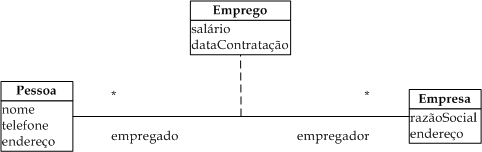 Emprego
salário
dataContratação
Pessoa
nome
telefone
endereço
*
*
empregado
empregador
Empresa
razãoSocial
endereço